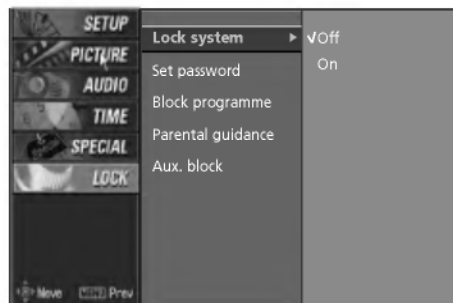 SETUP
PICTURE
AUDIO
TIME
SPECIAL
LOCK
Move MENU Prev
Lock system
Set password
Block programme
Parental guidance
Aux. block
√Off
On